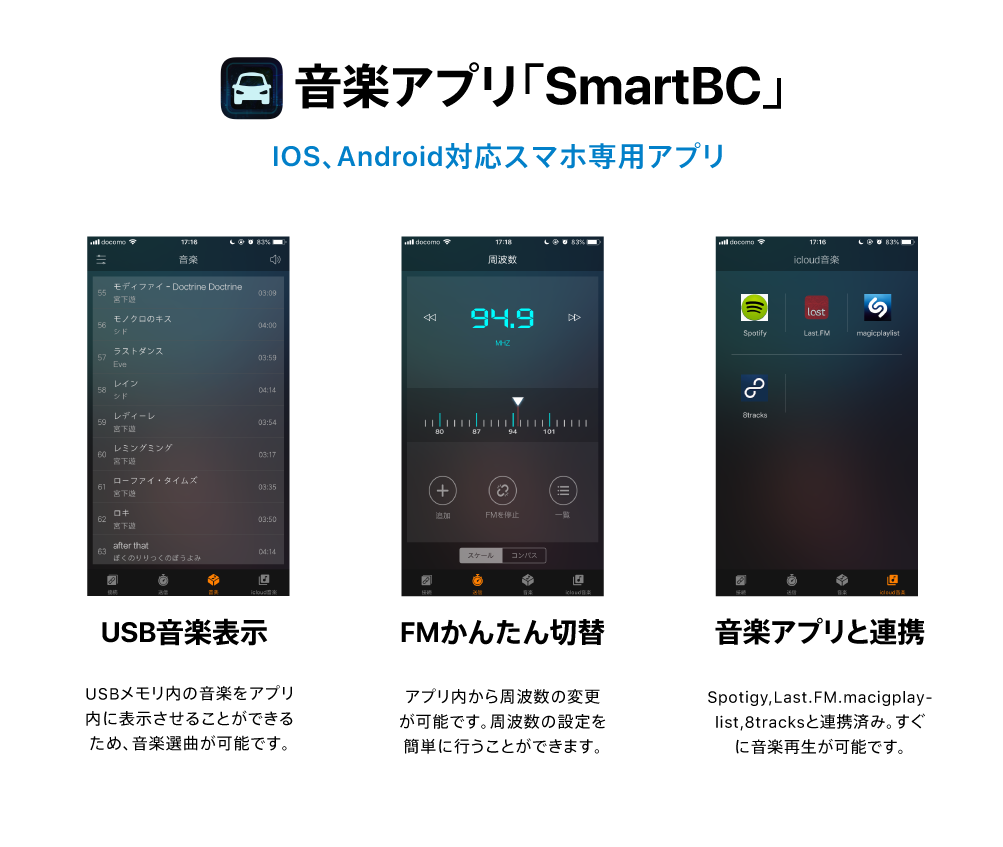 音楽アプリ「SmartBC」
IOS、Android対応スマホ専用アプリ
docomo 17:16 83%
音楽
55 モディファイ - Doctrine Doctrine 03:09
宮下遊
56 モノクロのキス 04:00
シド
57 ラストダンス 03:59
Eve
58 レイン 04:14
シド
59 レディーレ 03:54
宮下遊
60 レミングミング 03:17
宮下遊
61 ローファイ・タイムズ 03:35
宮下遊
62 ロキ 03:50
宮下遊
63 after that 04:14
ぼくのりりっくのぼうよみ
接続 送信 音楽 icloud音楽
docomo 17:18 83%
周波数
94.9
MHZ
80 87 94 101
追加 FMを停止 一覧
スケール コンパス
接続 送信 音楽 icloud音楽
docomo 17:16 83%
icloud音楽
lost
Spotify Last.FM magicplaylist
8tracks
接続 送信 音楽 icloud音楽
USB音楽表示
USBメモリ内の音楽をアプリ
内に表示させることができる
ため、音楽選曲が可能です。
FMかんたん切替
アプリ内から周波数の変更
が可能です。周波数の設定を
簡単に行うことができます。
音楽アプリと連携
Spotigy,Last.FM.macigplay-
list,8tracksと連携済み。すぐ
に音楽再生が可能です。